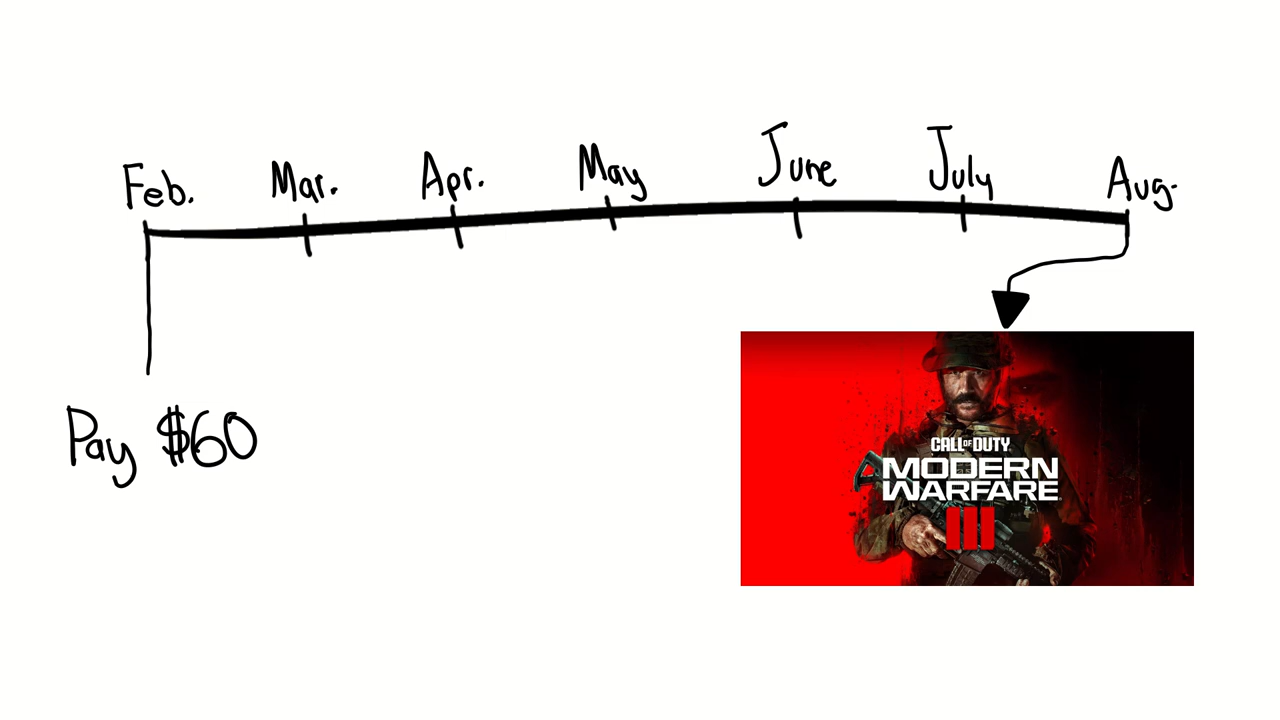 Feb. Mar. Apr. May June July Aug.
Pay $60
CALL OF DUTY
MODERN
WARFARE
III